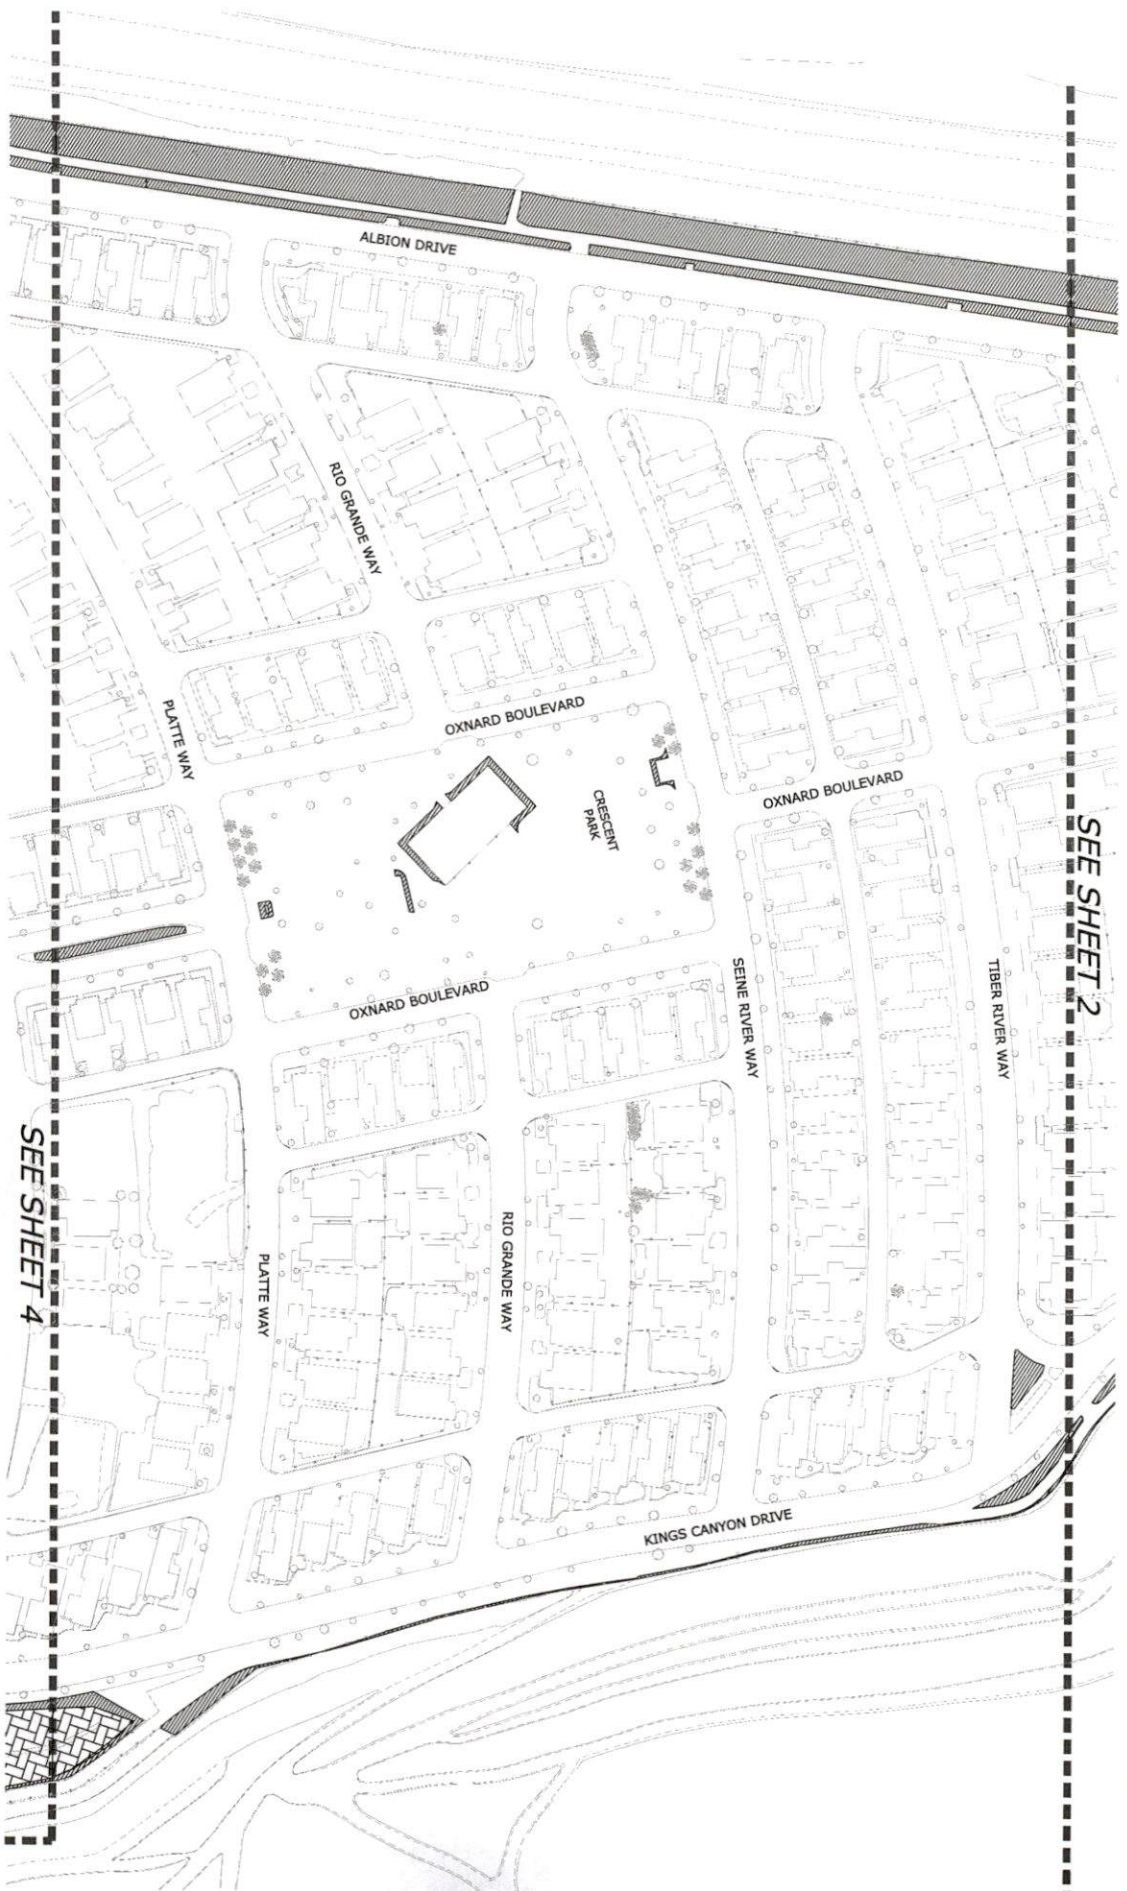 ALBION DRIVE
RIO GRANDE WAY
PLATTE WAY
OXNARD BOULEVARD
CRESCENT
PARK
OXNARD BOULEVARD
SEE SHEET 2
SEINE RIVER WAY
TIBER RIVER WAY
OXNARD BOULEVARD
SEE SHEET 4
PLATTE WAY
RIO GRANDE WAY
KINGS CANYON DRIVE